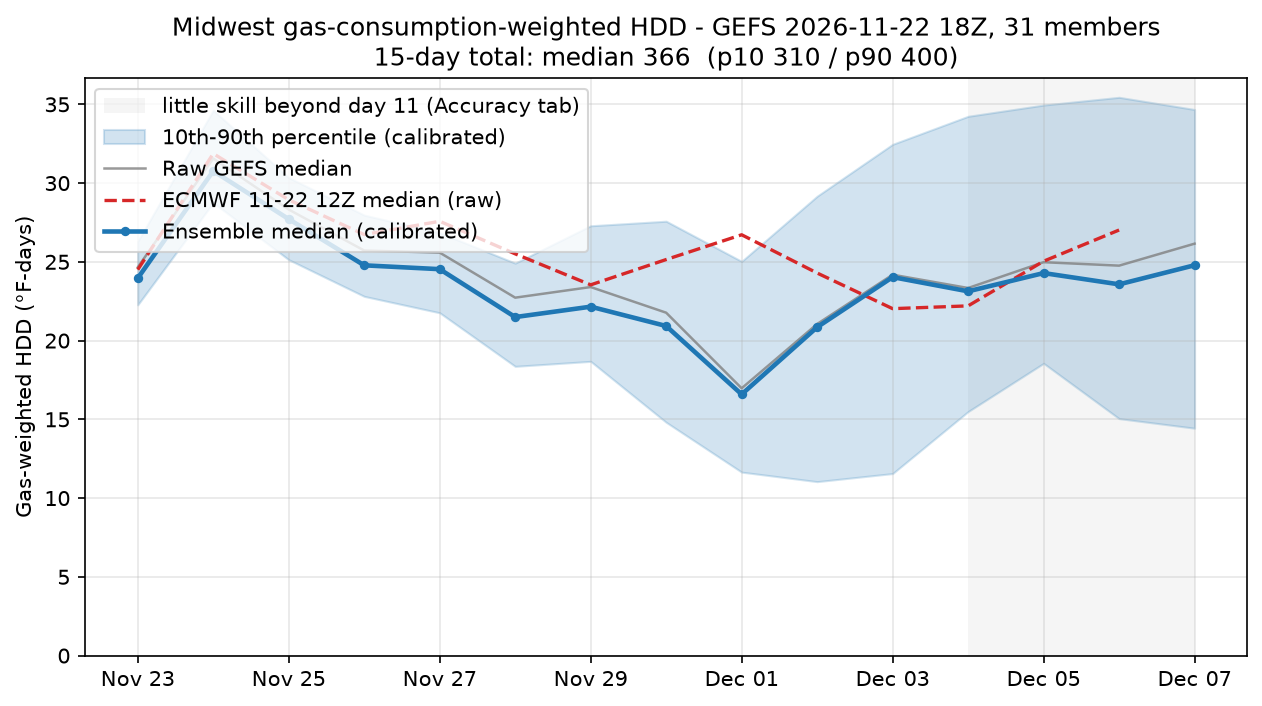 Midwest gas-consumption-weighted HDD - GEFS 2026-11-22 18Z, 31 members
15-day total: median 366  (p10 310 / p90 400)
little skill beyond day 11 (Accuracy tab)
10th-90th percentile (calibrated)
Raw GEFS median
ECMWF 11-22 12Z median (raw)
Ensemble median (calibrated)
Gas-weighted HDD (°F-days)
35
30
25
20
15
10
5
0
Nov 23 Nov 25 Nov 27 Nov 29 Dec 01 Dec 03 Dec 05 Dec 07